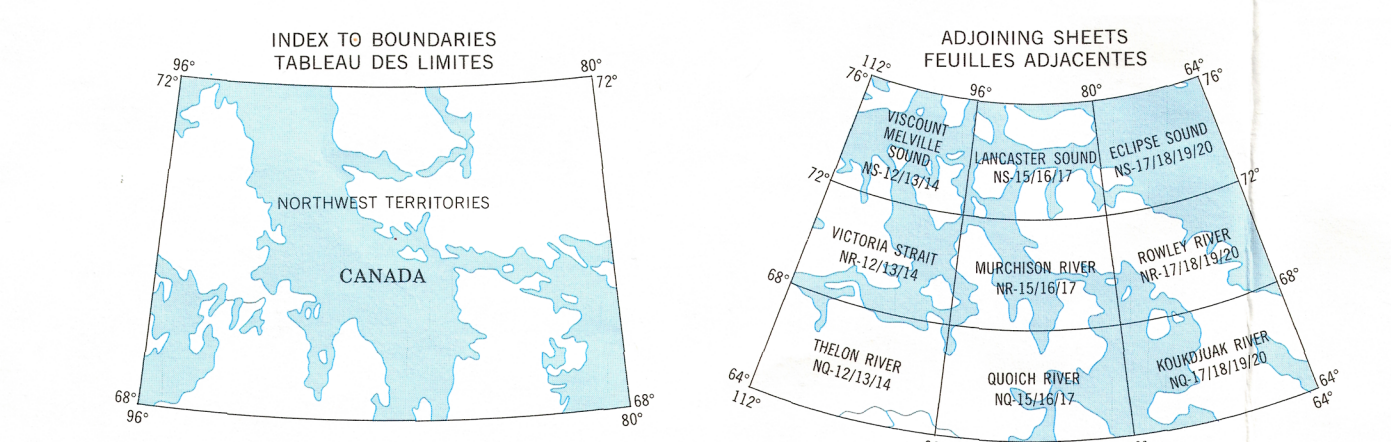 INDEX TO BOUNDARIES
TABLEAU DES LIMITES
96° 80°
72° 72°
NORTHWEST TERRITORIES
CANADA
68° 68°
96° 80°
ADJOINING SHEETS
FEUILLES ADJACENTES
112° 96° 80° 64°
76° 76°
VISCOUNT
MELVILLE
SOUND
NS-12/13/14
LANCASTER SOUND
NS-15/16/17
ECLIPSE SOUND
NS-17/18/19/20
72° 72°
VICTORIA STRAIT
NR-12/13/14
MURCHISON RIVER
NR-15/16/17
ROWLEY RIVER
NR-17/18/19/20
68° 68°
THELON RIVER
NQ-12/13/14
QUOICH RIVER
NQ-15/16/17
KOUKDJUAK RIVER
NQ-17/18/19/20
64° 64°
112° 64°